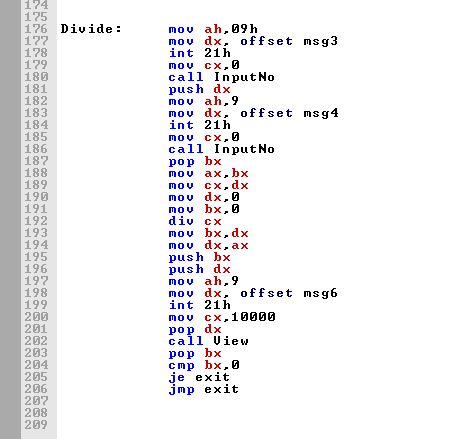 174
175
176 Divide: mov ah,09h
177 mov dx, offset msg3
178 int 21h
179 mov cx,0
180 call InputNo
181 push dx
182 mov ah,9
183 mov dx, offset msg4
184 int 21h
185 mov cx,0
186 call InputNo
187 pop bx
188 mov ax,bx
189 mov cx,dx
190 mov dx,0
191 mov bx,0
192 div cx
193 mov bx,dx
194 mov dx,ax
195 push bx
196 push dx
197 mov ah,9
198 mov dx, offset msg6
199 int 21h
200 mov cx,10000
201 pop dx
202 call View
203 pop bx
204 cmp bx,0
205 je exit
206 jmp exit
207
208
209